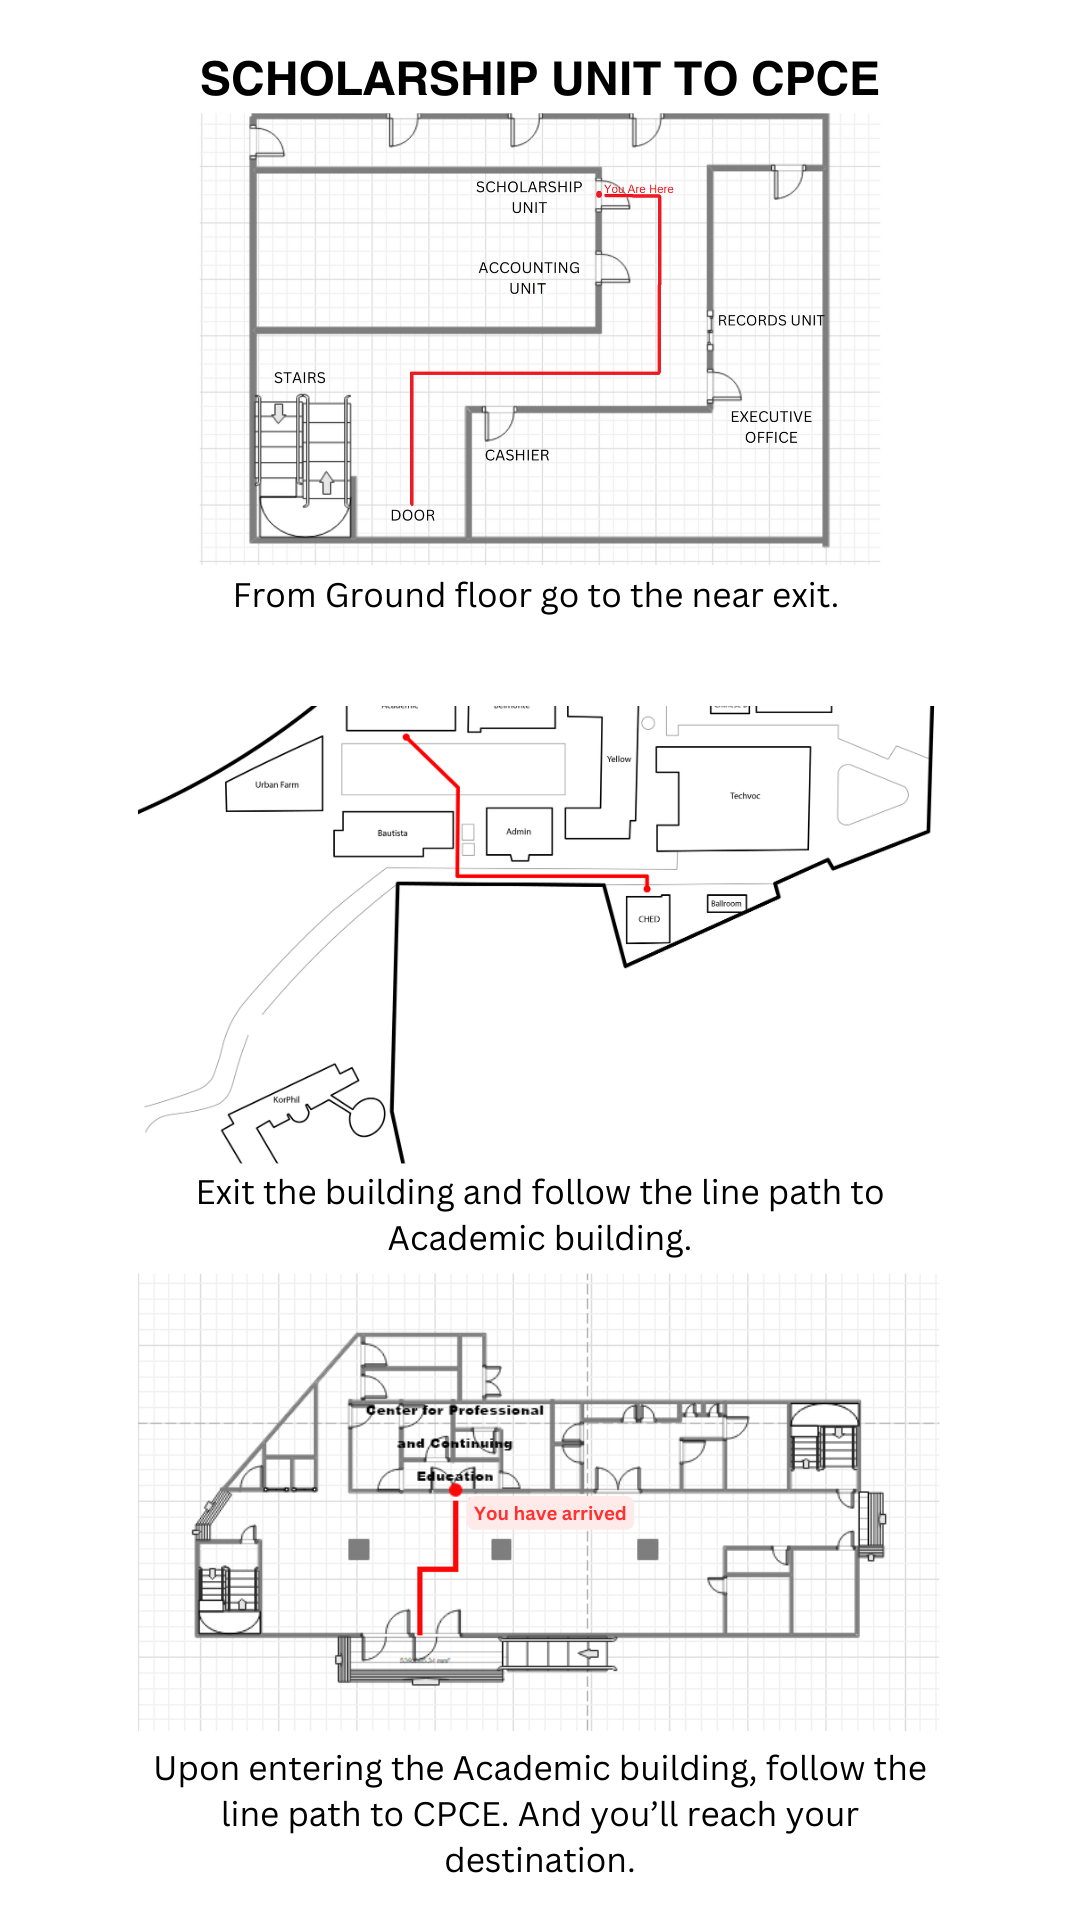 SCHOLARSHIP UNIT TO CPCE
SCHOLARSHIP
UNIT
You Are Here
ACCOUNTING
UNIT
RECORDS UNIT
STAIRS
EXECUTIVE
OFFICE
CASHIER
DOOR
From Ground floor go to the near exit.
Academic
Belmonte
Yellow
Urban Farm
Techvoc
Bautista
Admin
Ballroom
CHED
KorPhil
Exit the building and follow the line path to
Academic building.
Center for Professional
and Continuing
Education
You have arrived
Upon entering the Academic building, follow the
line path to CPCE. And you’ll reach your
destination.